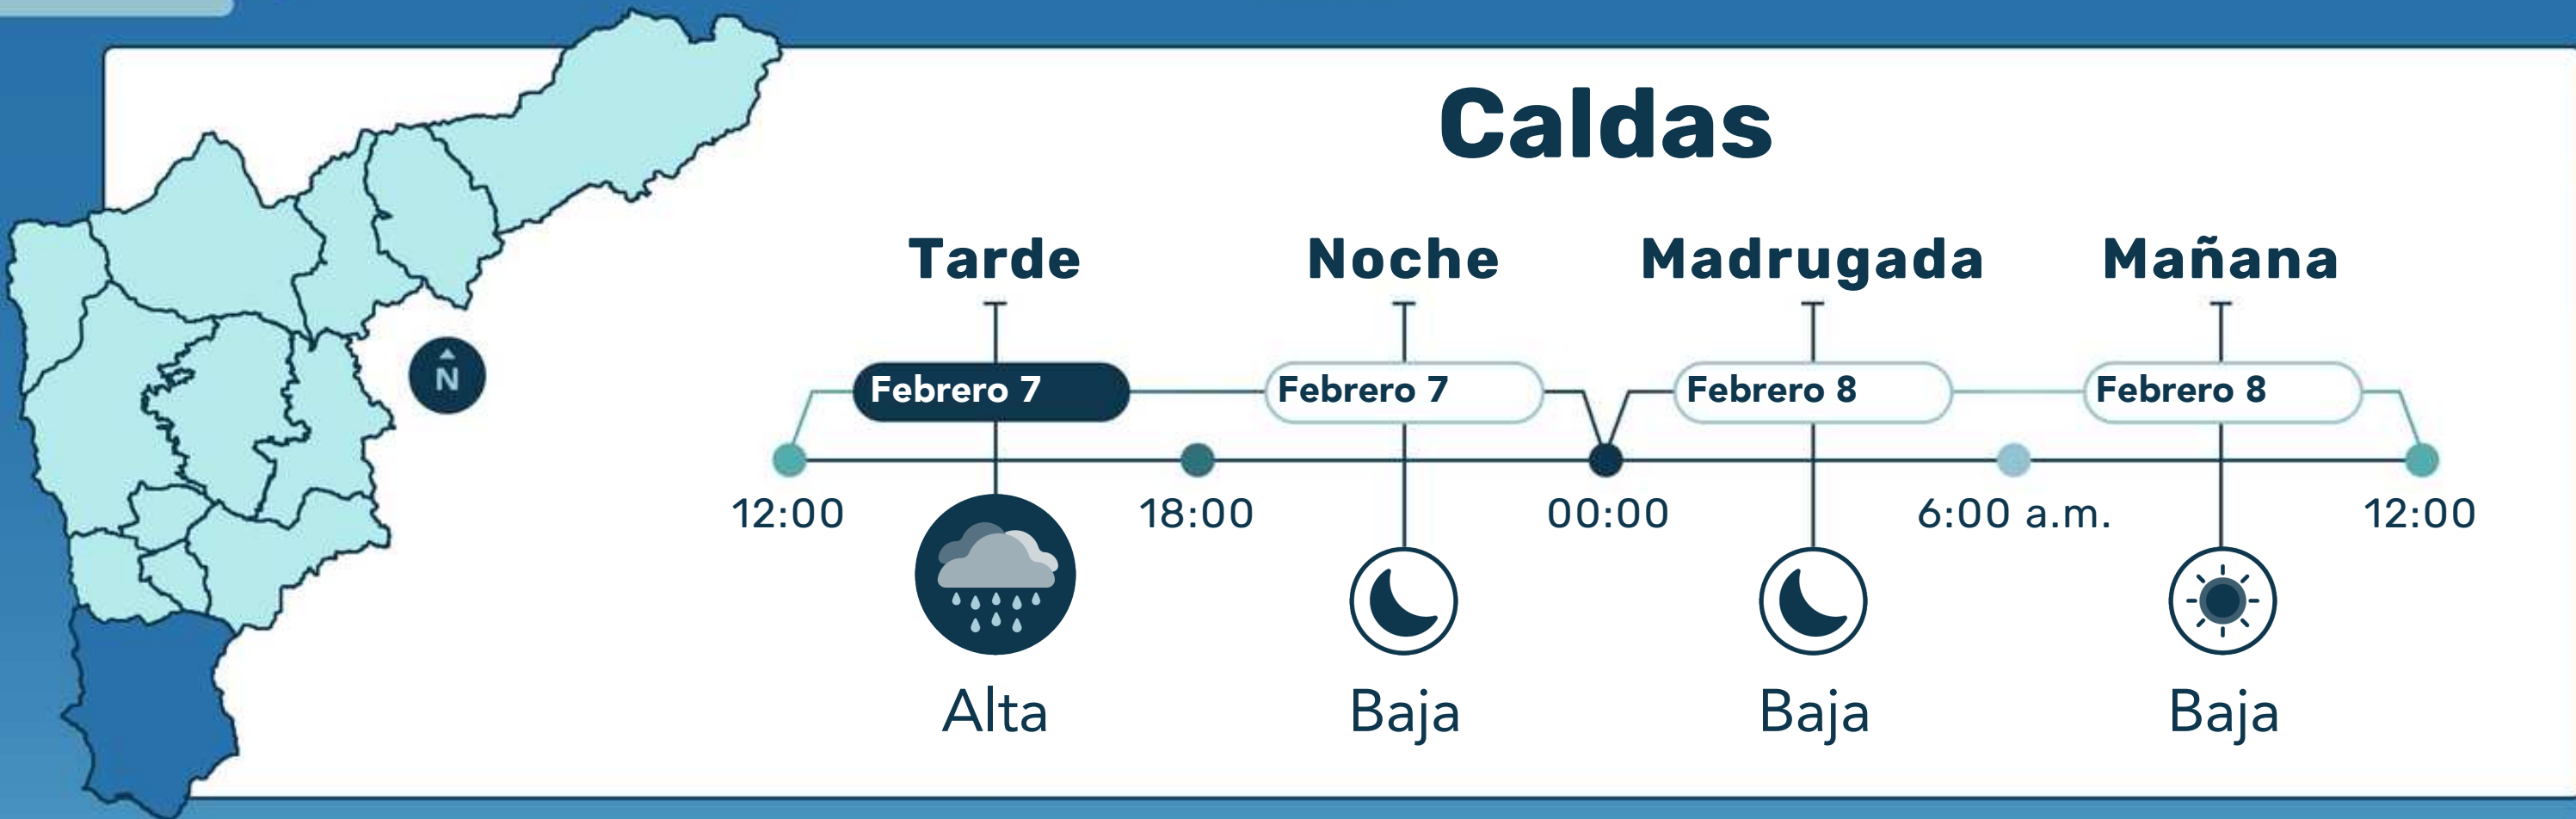 Caldas
Tarde Noche Madrugada Mañana
Febrero 7 Febrero 7 Febrero 8 Febrero 8
N
12:00 18:00 00:00 6:00 a.m. 12:00
Alta Baja Baja Baja